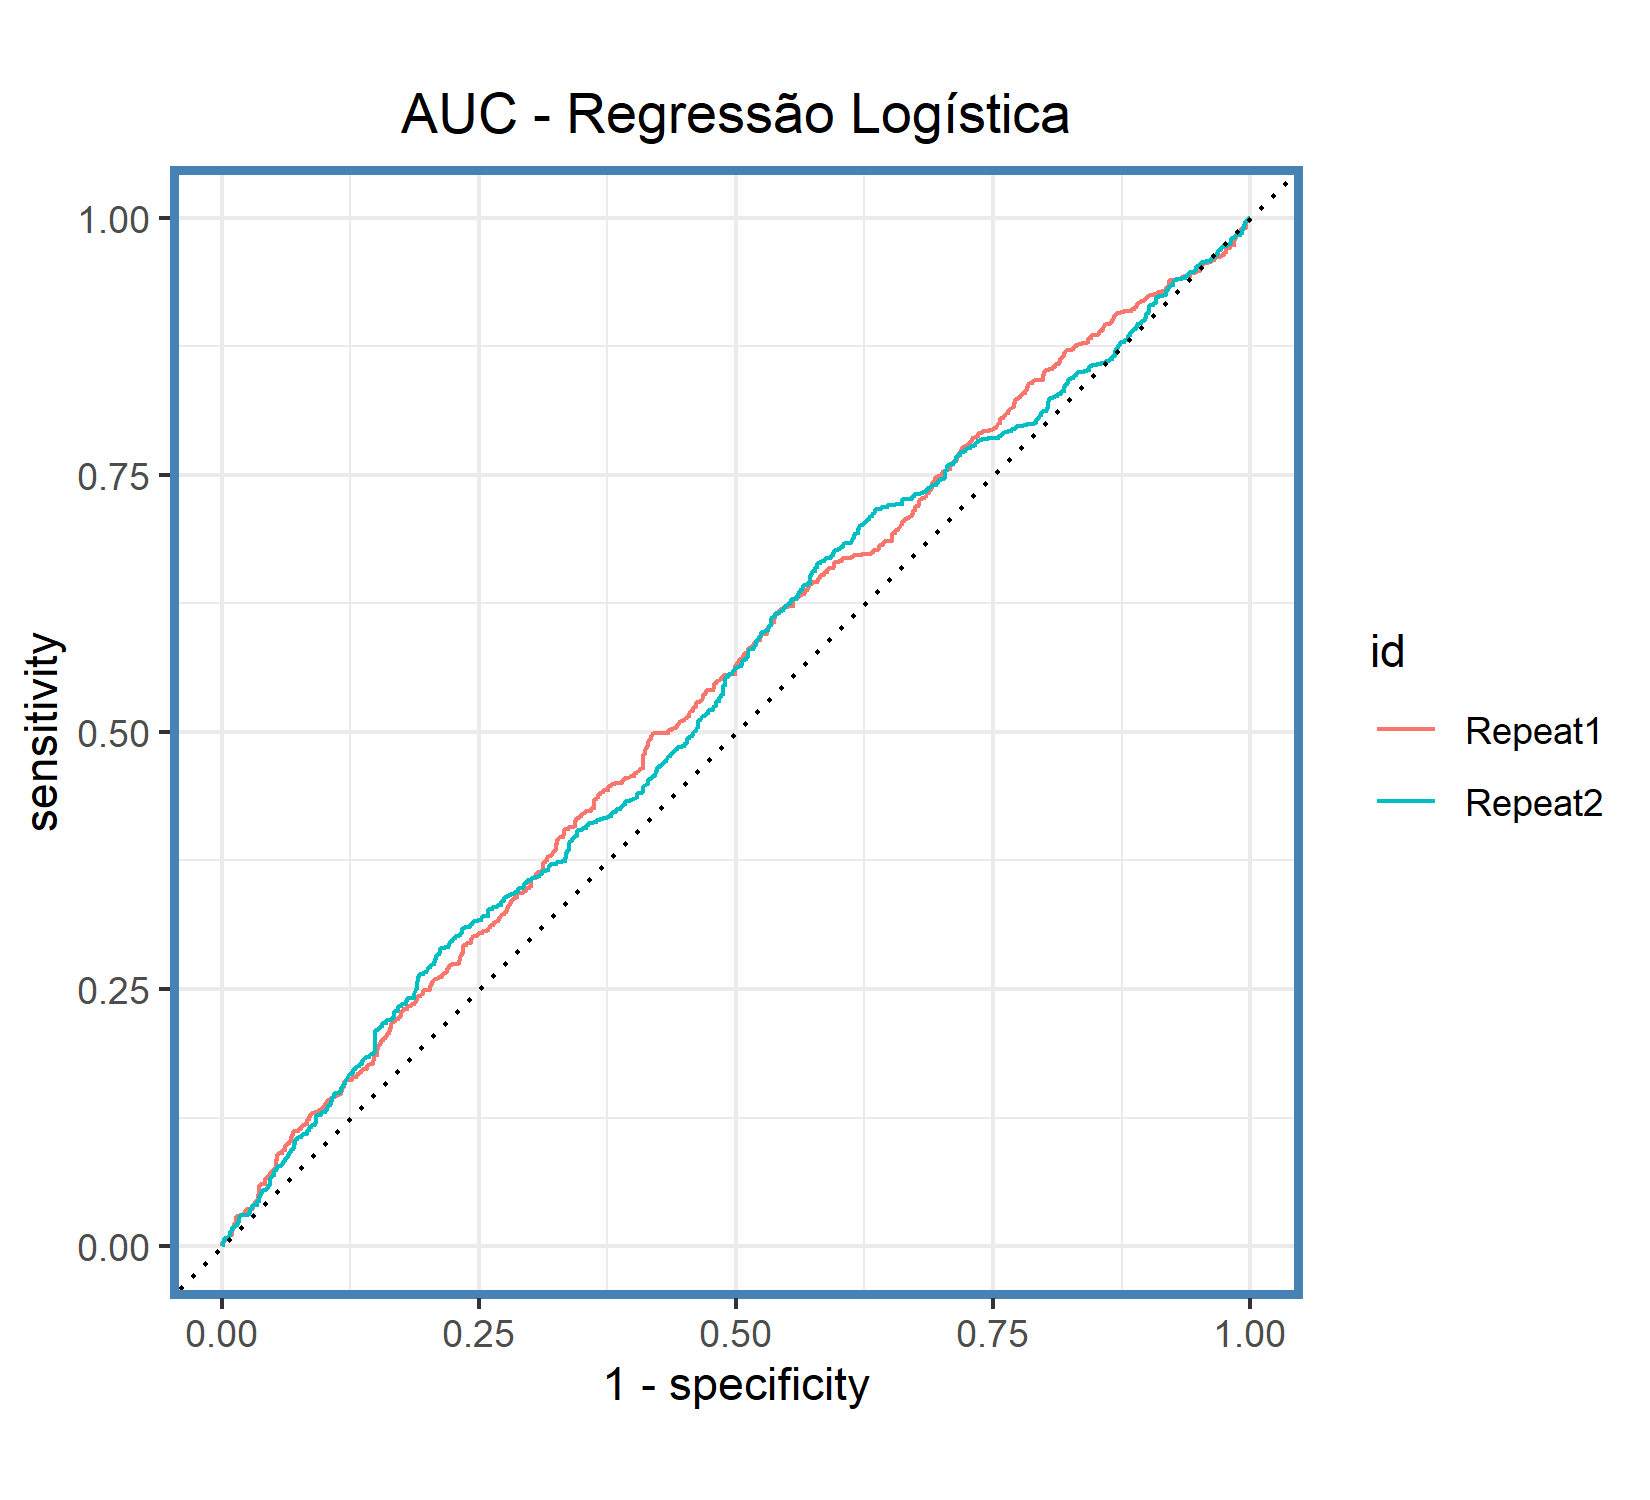 AUC - Regressão Logística
1.00
0.75
0.50
0.25
0.00
sensitivity
0.00 0.25 0.50 0.75 1.00
1 - specificity
id
Repeat1
Repeat2